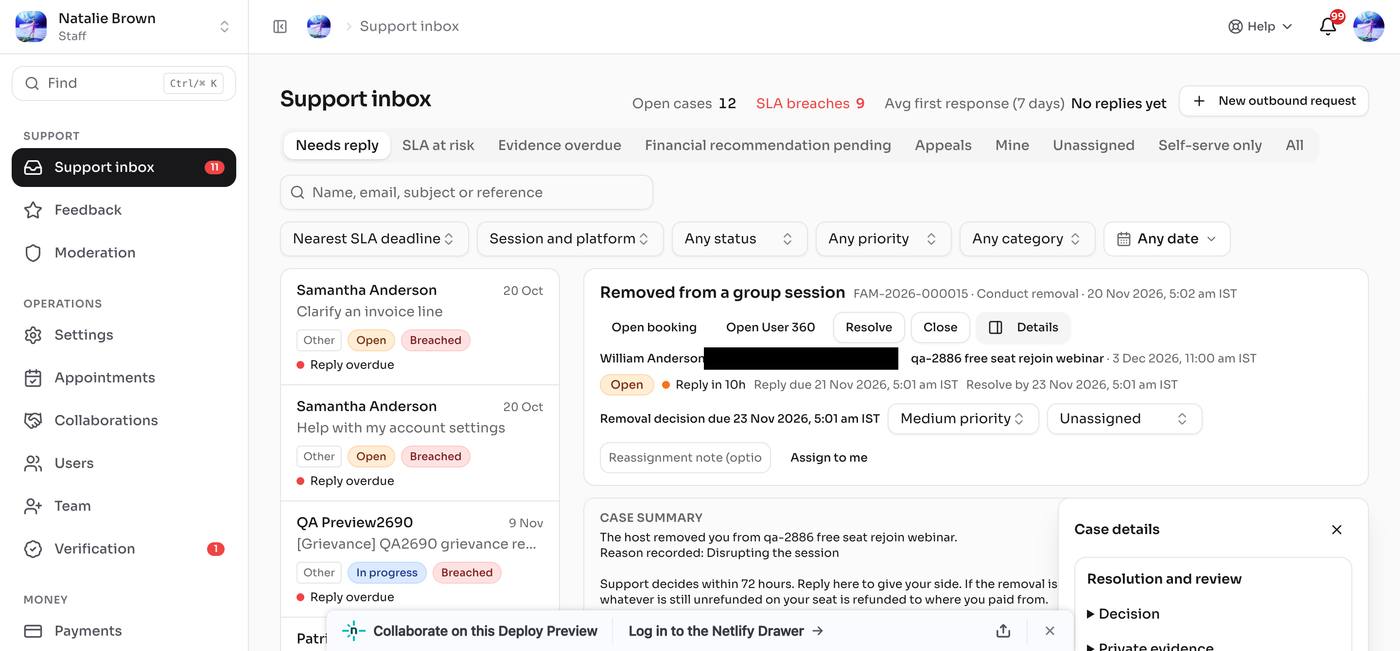 Natalie Brown
Staff
Support inbox
Help
99
Find
Ctrl/⌘ K
SUPPORT
Support inbox
11
Feedback
Moderation
OPERATIONS
Settings
Appointments
Collaborations
Users
Team
Verification
1
MONEY
Payments
Support inbox
Open cases 12 SLA breaches 9 Avg first response (7 days) No replies yet
New outbound request
Needs reply SLA at risk Evidence overdue Financial recommendation pending Appeals Mine Unassigned Self-serve only All
Name, email, subject or reference
Nearest SLA deadline Session and platform Any status Any priority Any category Any date
Samantha Anderson 20 Oct
Clarify an invoice line
Other Open Breached
Reply overdue
Samantha Anderson 20 Oct
Help with my account settings
Other Open Breached
Reply overdue
QA Preview2690 9 Nov
[Grievance] QA2690 grievance re...
Other In progress Breached
Reply overdue
Patri
Removed from a group session FAM-2026-000015 · Conduct removal · 20 Nov 2026, 5:02 am IST
Open booking Open User 360 Resolve Close Details
William Anderson qa-2886 free seat rejoin webinar · 3 Dec 2026, 11:00 am IST
Open Reply in 10h Reply due 21 Nov 2026, 5:01 am IST Resolve by 23 Nov 2026, 5:01 am IST
Removal decision due 23 Nov 2026, 5:01 am IST Medium priority Unassigned
Reassignment note (optio Assign to me
CASE SUMMARY
The host removed you from qa-2886 free seat rejoin webinar.
Reason recorded: Disrupting the session
Support decides within 72 hours. Reply here to give your side. If the removal is
whatever is still unrefunded on your seat is refunded to where you paid from.
Case details
Resolution and review
Decision
Private evidence
Collaborate on this Deploy Preview Log in to the Netlify Drawer →